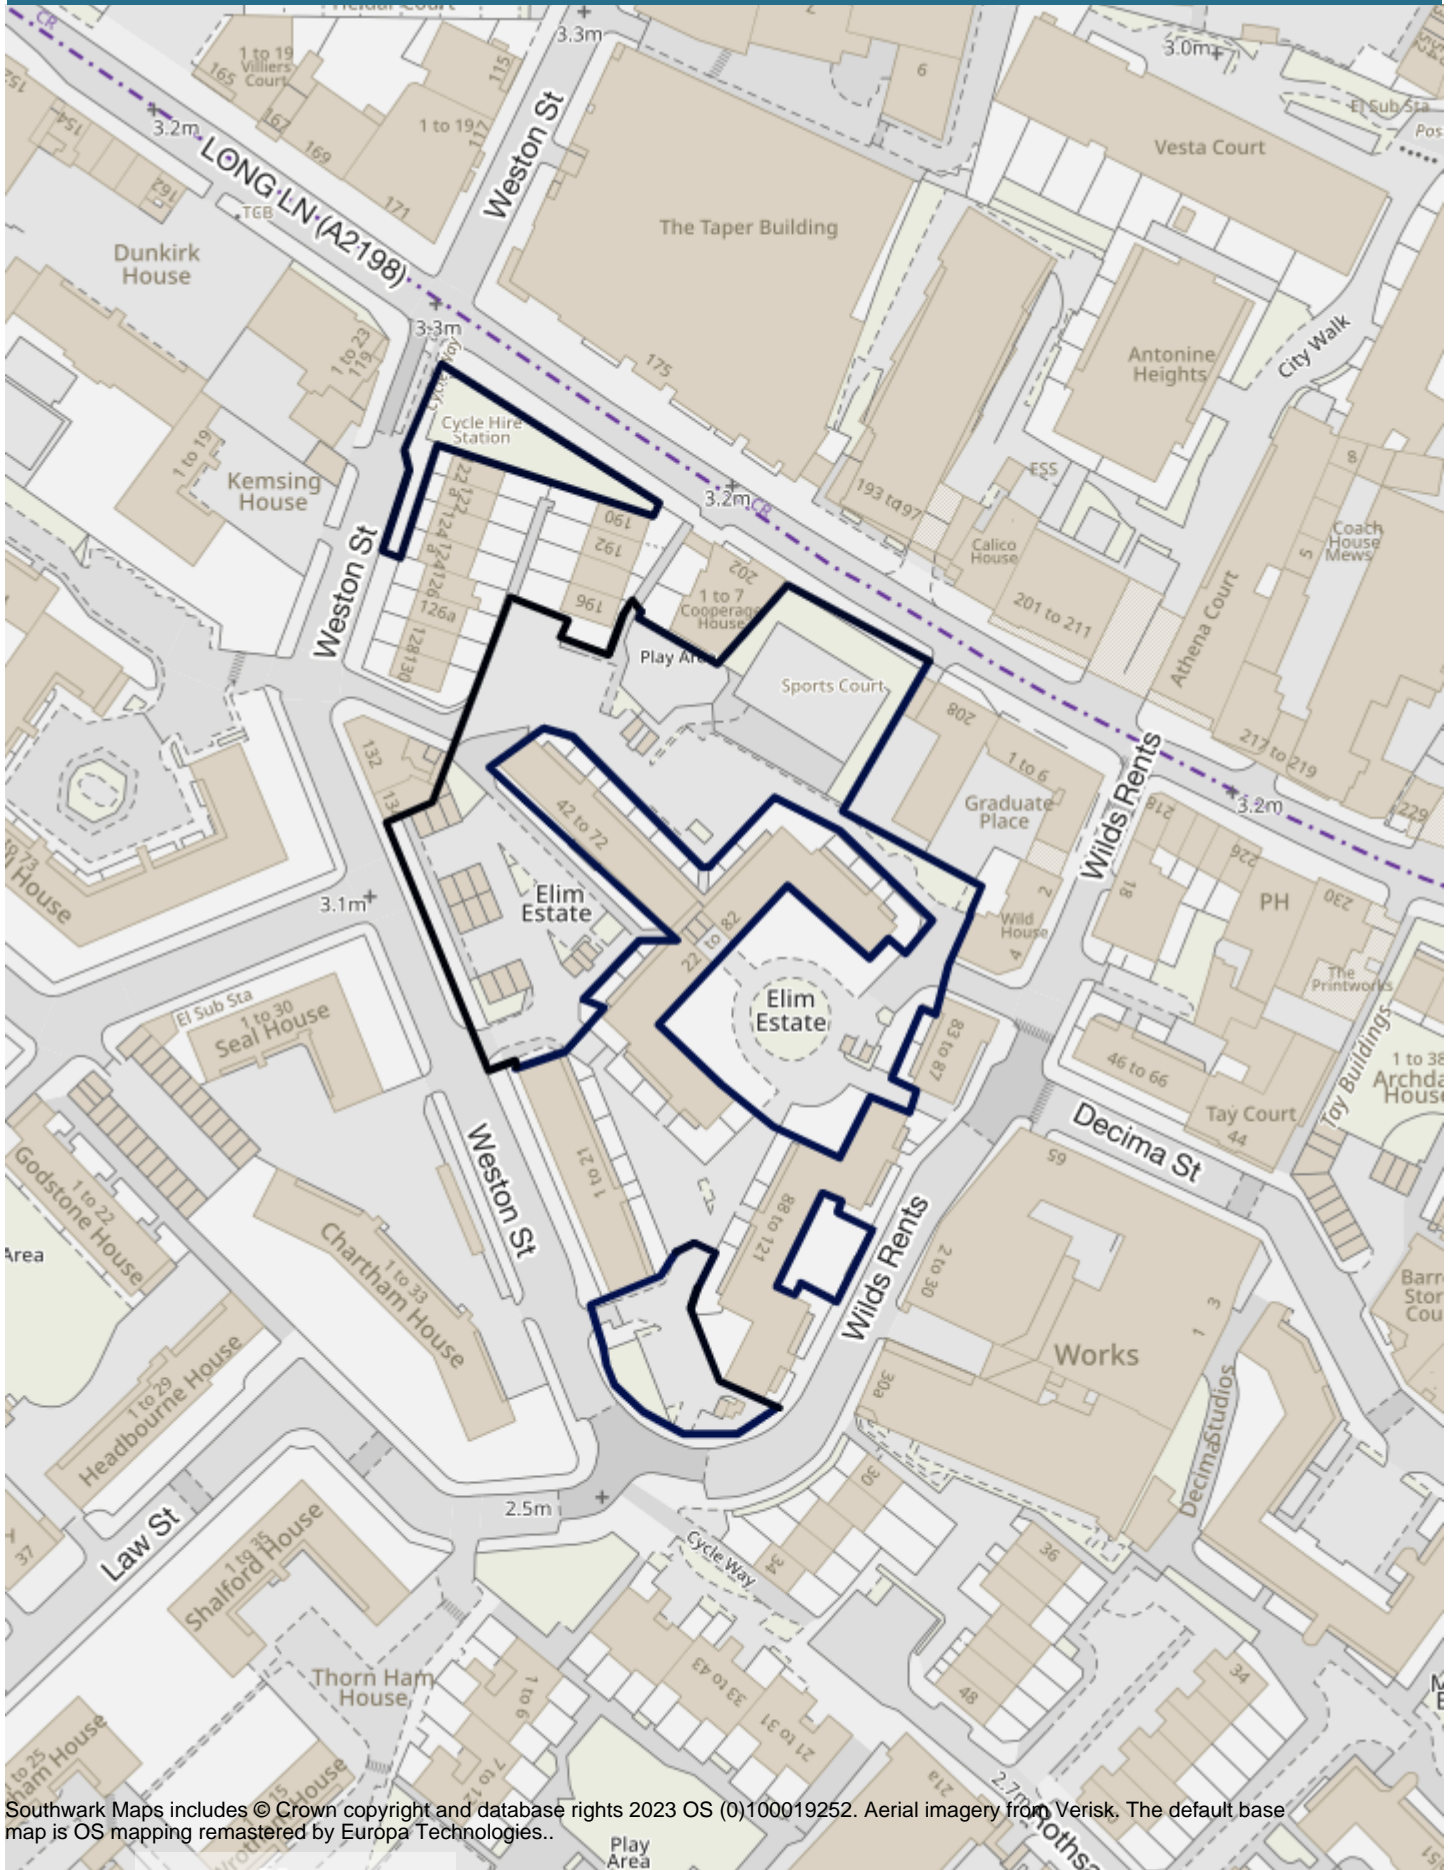 CR
3.3m
3.0m
1 to 19
Villiers
Court
165
167
169
171
115
117
1 to 19
6
El Sub Sta
Pos
154
152
162
3.2m
LONG LN (A2198)
TCB
Weston St
The Taper Building
Vesta Court
Dunkirk
House
3.3m
1 to 23
119
175
Antonine
Heights
City Walk
Cycle Hire
Station
1 to 19
Kemsing
House
122
124
126
126a
128
130
190
192
196
3.2m
CR
193 to 197
ESS
Calico
House
201 to 211
8
5
Coach
House
Mews
Athena Court
Weston St
202
1 to 7
Cooperage
House
Play Area
Sports Court
208
1 to 6
Graduate
Place
217 to 219
3.2m
229
218
226
230
PH
18
Wilds Rents
132
42 to 72
Elim
Estate
3.1m
22 to 82
Elim
Estate
2
Wild
House
4
The
Printworks
Tay Buildings
El Sub Sta
1 to 30
Seal House
83 to 87
46 to 66
Tay Court
44
1 to 38
Decima St
Godstone House
1 to 22
Area
Weston St
1 to 21
88 to 121
65
Wilds Rents
2 to 30
Works
3
1
Chartham House
1 to 33
Headbourne House
1 to 29
30a
Decima Studios
Law St
37
2.5m
Cycle Way
30
34
36
Shalford House
1 to 35
Thorn Ham
House
1 to 6
33 to 43
21 to 31
48
34
21a
2.7m
Southwark Maps includes © Crown copyright and database rights 2023 OS (0)100019252. Aerial imagery from Verisk. The default base
map is OS mapping remastered by Europa Technologies..
Play
Area